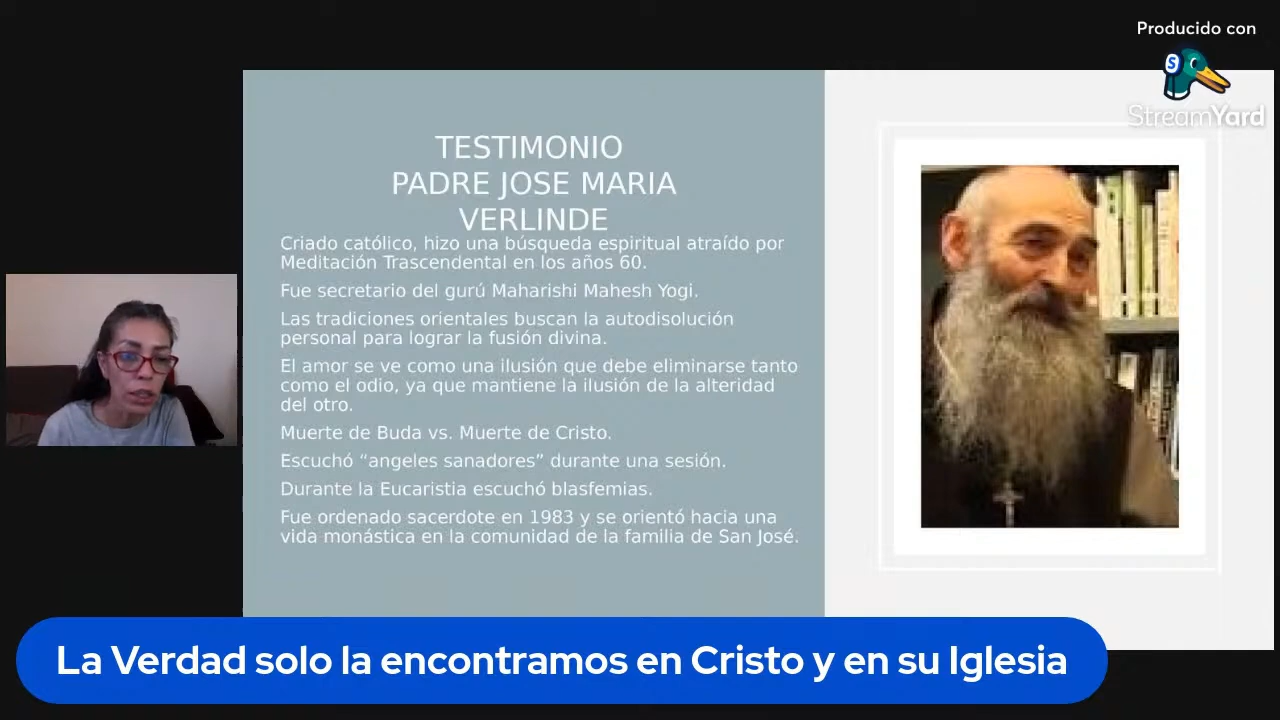 Producido con
StreamYard
TESTIMONIO
PADRE JOSE MARIA
VERLINDE
Criado católico, hizo una búsqueda espiritual atraído por
Meditación Trascendental en los años 60.
Fue secretario del gurú Maharishi Mahesh Yogi.
Las tradiciones orientales buscan la autodisolución
personal para lograr la fusión divina.
El amor se ve como una ilusión que debe eliminarse tanto
como el odio, ya que mantiene la ilusión de la alteridad
del otro.
Muerte de Buda vs. Muerte de Cristo.
Escuchó “angeles sanadores” durante una sesión.
Durante la Eucaristia escuchó blasfemias.
Fue ordenado sacerdote en 1983 y se orientó hacia una
vida monástica en la comunidad de la familia de San José.
La Verdad solo la encontramos en Cristo y en su Iglesia